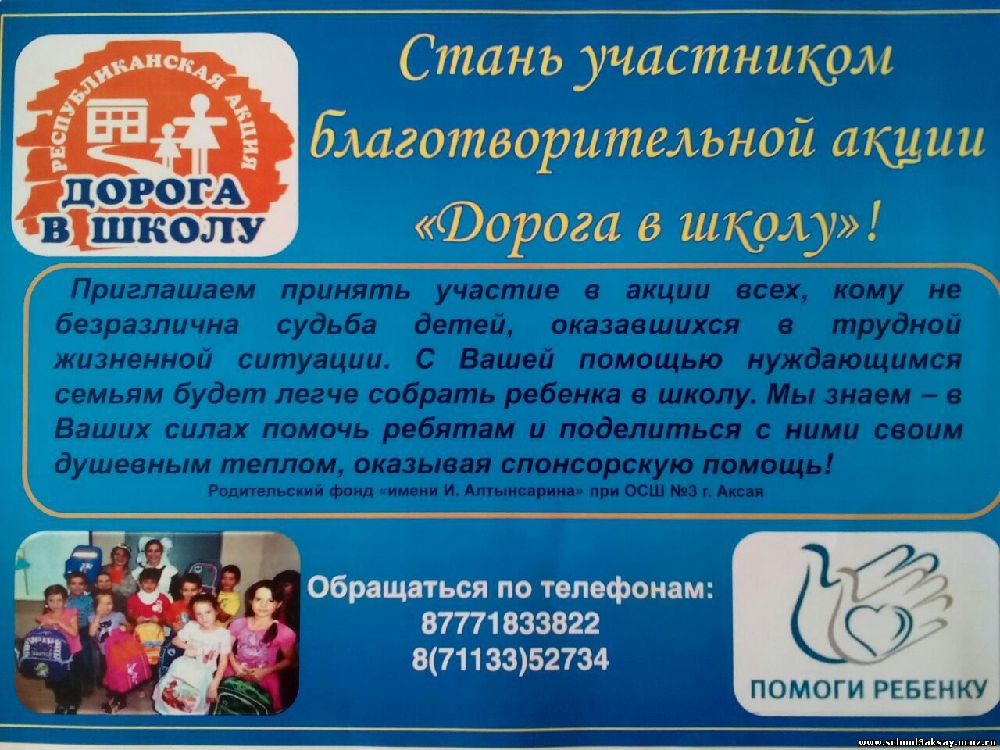 РЕСПУБЛИКАНСКАЯ АКЦИЯ
ДОРОГА
В ШКОЛУ
Стань участником
благотворительной акции
«Дорога в школу»!
Приглашаем принять участие в акции всех, кому не
безразлична судьба детей, оказавшихся в трудной
жизненной ситуации. С Вашей помощью нуждающимся
семьям будет легче собрать ребенка в школу. Мы знаем – в
Ваших силах помочь ребятам и поделиться с ними своим
душевным теплом, оказывая спонсорскую помощь!
Родительский фонд «имени И. Алтынсарина» при ОСШ №3 г. Аксая
Обращаться по телефонам:
87771833822
8(71133)52734
ПОМОГИ РЕБЕНКУ
www.school3aksay.ucoz.ru